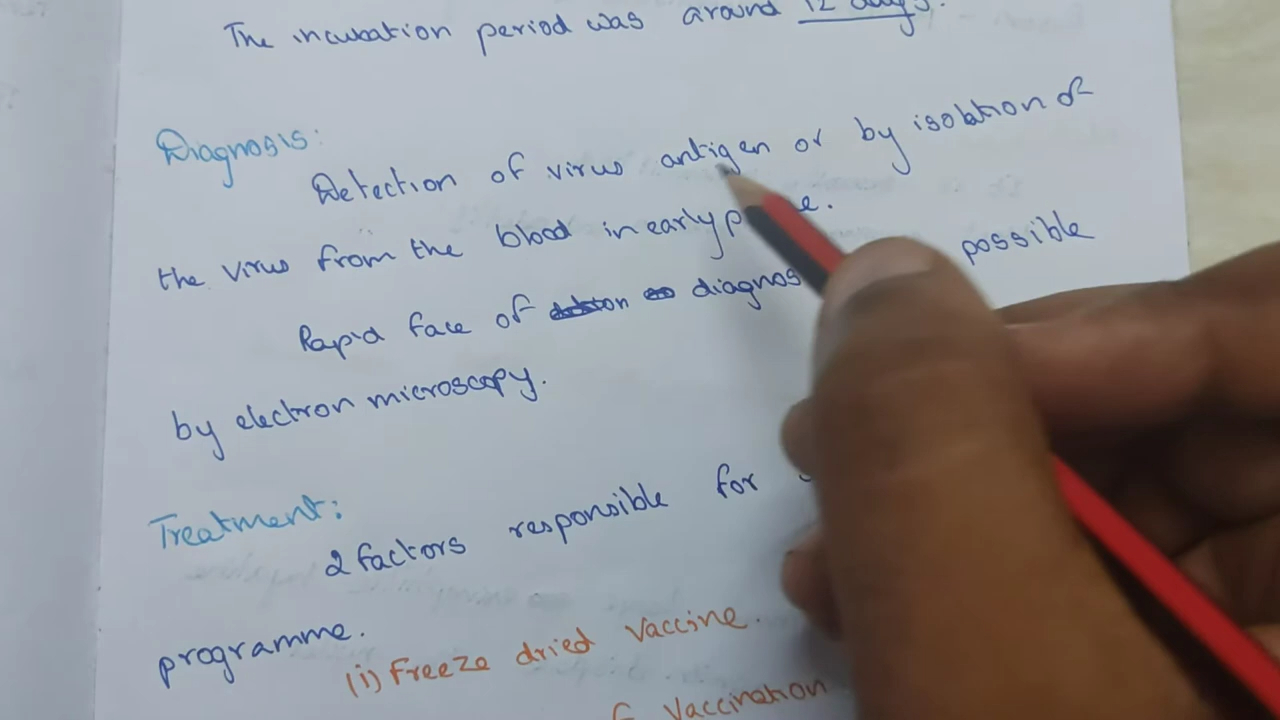 The incubation period was around 12 days.
Diagnosis:
Detection of virus antigen or by isolation of
the virus from the blood in early
Rapid face of diagnos possible
by electron microscopy.
Treatment:
2 factors responsible for
programme.
(i) Freeze dried vaccine.
Vaccination